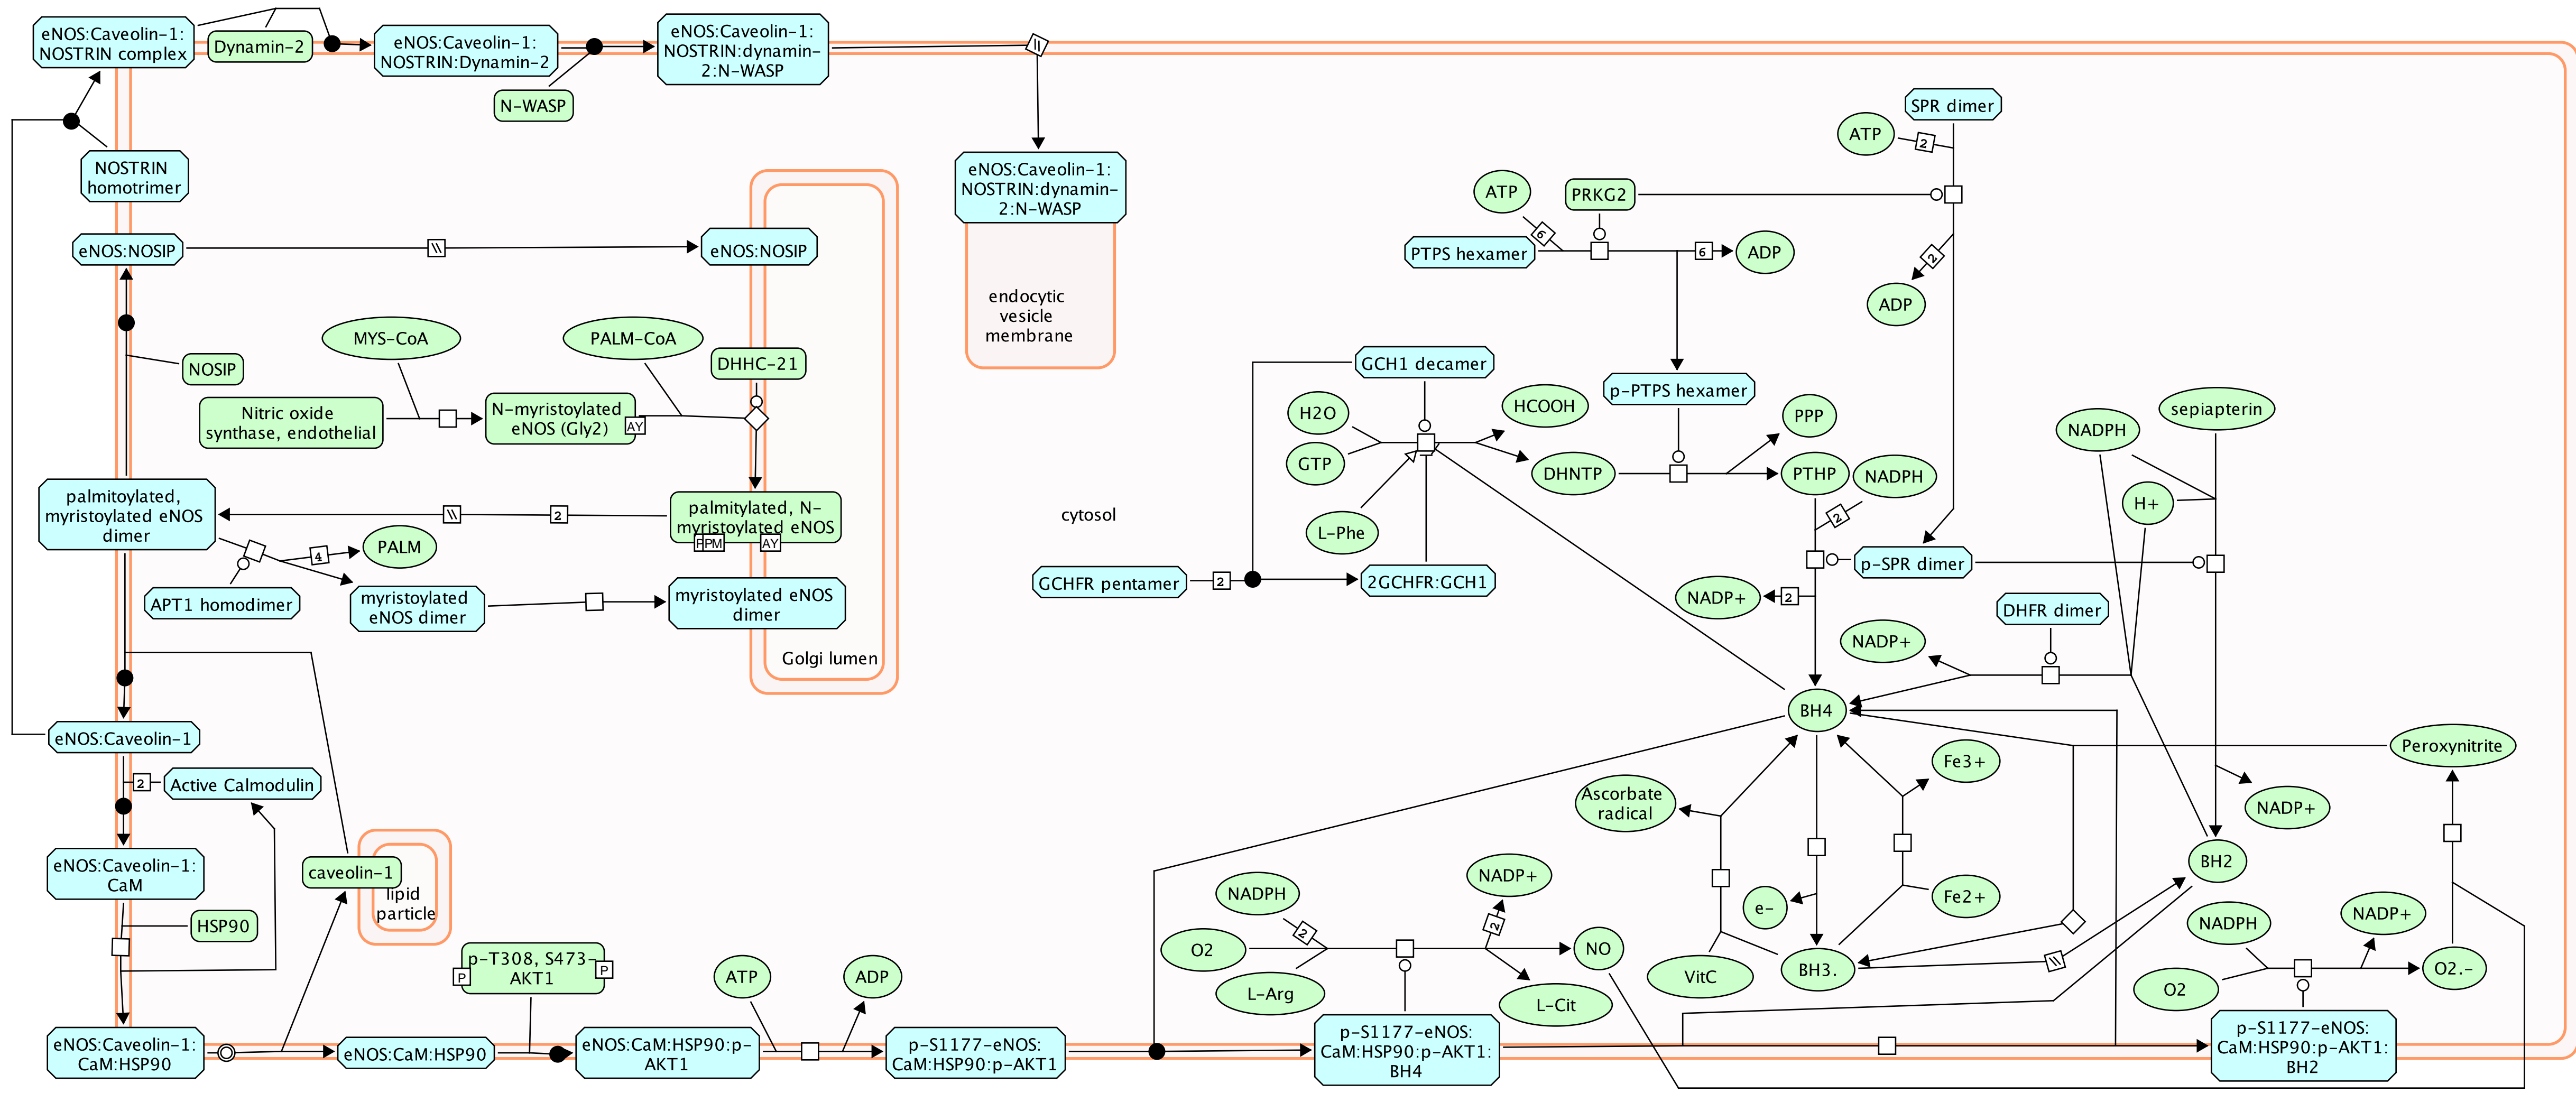 eNOS:Caveolin-1:
NOSTRIN complex
Dynamin-2
eNOS:Caveolin-1:
NOSTRIN:Dynamin-2
eNOS:Caveolin-1:
NOSTRIN:dynamin-
2:N-WASP
\\
N-WASP
SPR dimer
ATP
2
NOSTRIN
homotrimer
eNOS:Caveolin-1:
NOSTRIN:dynamin-
2:N-WASP
endocytic
vesicle
membrane
ATP
6
PRKG2
PTPS hexamer
6
ADP
2
ADP
eNOS:NOSIP
\\
eNOS:NOSIP
NOSIP
MYS-CoA
PALM-CoA
DHHC-21
Nitric oxide
synthase, endothelial
N-myristoylated
eNOS (Gly2)
AY
GCH1 decamer
p-PTPS hexamer
H2O
GTP
HCOOH
DHNTP
L-Phe
PPP
PTHP
NADPH
2
NADPH
sepiapterin
H+
palmitoylated,
myristoylated eNOS
dimer
\\
2
palmitylated, N-
myristoylated eNOS
PM
AY
4
PALM
APT1 homodimer
myristoylated
eNOS dimer
myristoylated eNOS
dimer
Golgi lumen
cytosol
GCHFR pentamer
2
2GCHFR:GCH1
p-SPR dimer
NADP+
2
DHFR dimer
NADP+
BH4
eNOS:Caveolin-1
2
Active Calmodulin
eNOS:Caveolin-1:
CaM
caveolin-1
lipid
particle
HSP90
Peroxynitrite
Fe3+
Ascorbate
radical
NADP+
BH2
e-
Fe2+
VitC
BH3.
\\
NADPH
2
O2
L-Arg
NADP+
2
NO
L-Cit
NADPH
O2
NADP+
O2.-
p-T308, S473-
AKT1
P
P
ATP
ADP
eNOS:Caveolin-1:
CaM:HSP90
eNOS:CaM:HSP90
eNOS:CaM:HSP90:p-
AKT1
p-S1177-eNOS:
CaM:HSP90:p-AKT1
p-S1177-eNOS:
CaM:HSP90:p-AKT1:
BH4
p-S1177-eNOS:
CaM:HSP90:p-AKT1:
BH2